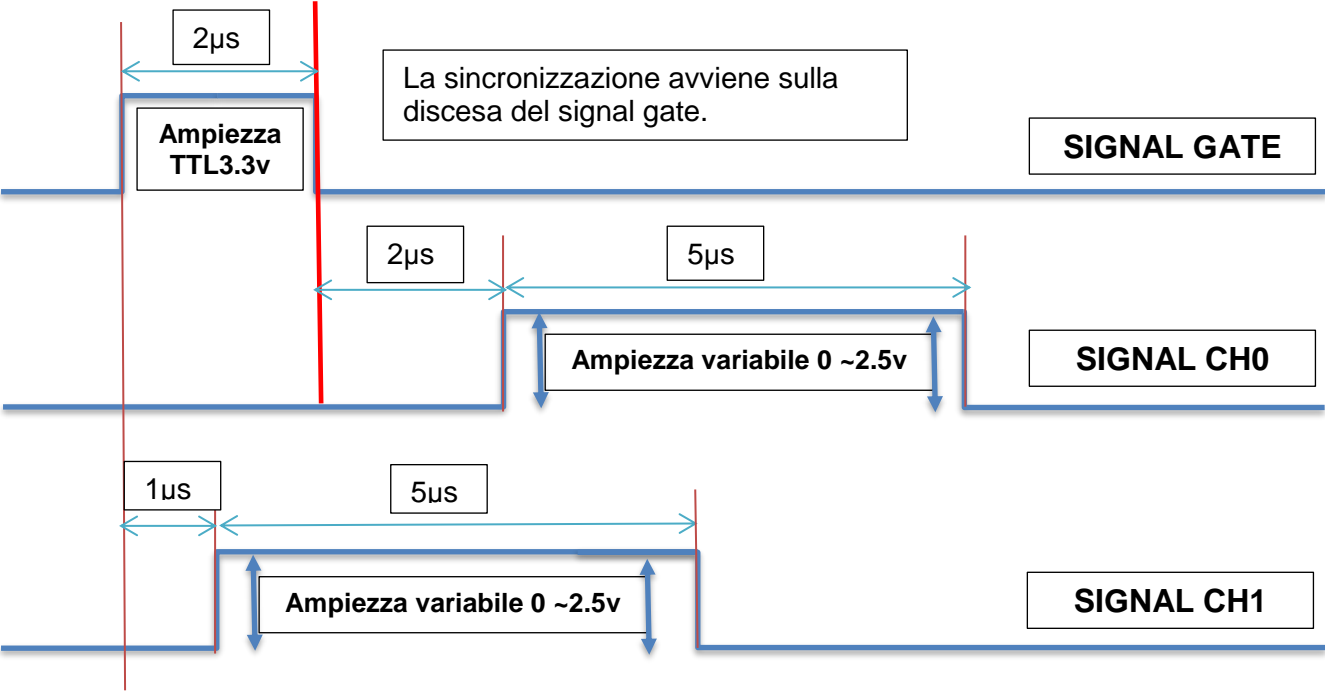 2µs
La sincronizzazione avviene sulla
discesa del signal gate.
Ampiezza
TTL3.3v
SIGNAL GATE
2µs
5µs
Ampiezza variabile 0 ~2.5v
SIGNAL CH0
1µs
5µs
Ampiezza variabile 0 ~2.5v
SIGNAL CH1